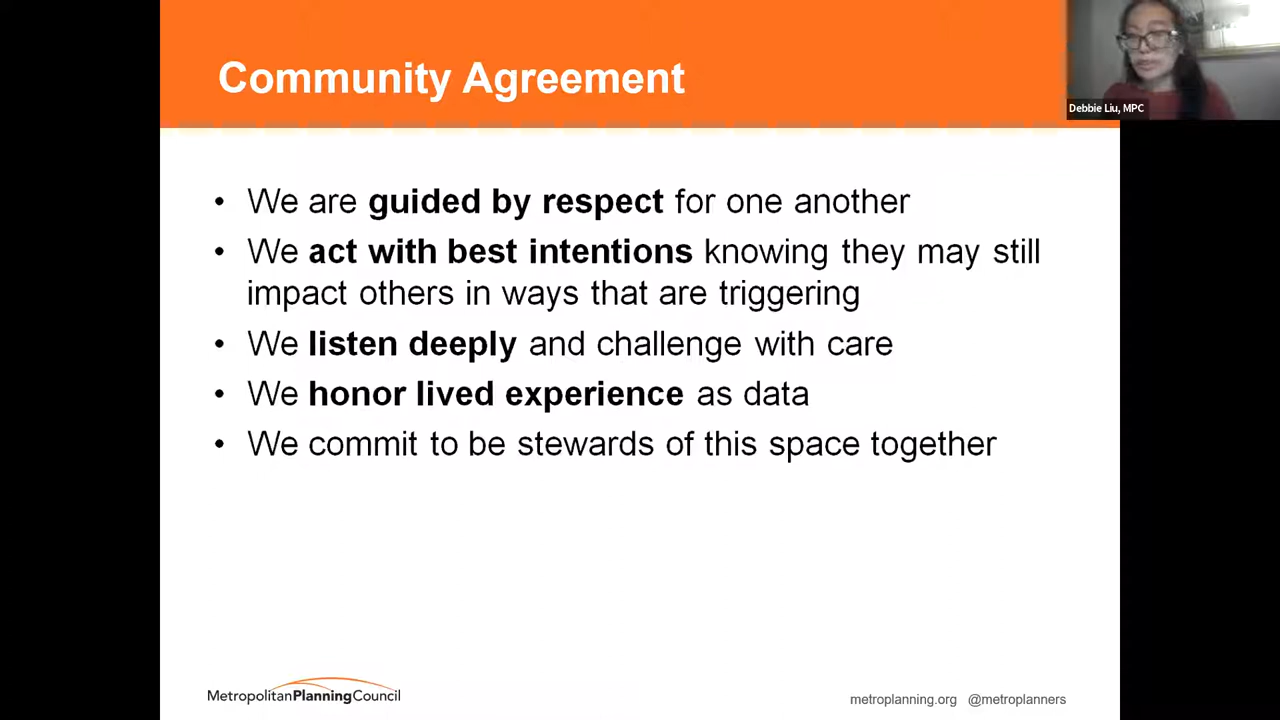 Community Agreement
Debbie Liu, MPC
• We are guided by respect for one another
• We act with best intentions knowing they may still
impact others in ways that are triggering
• We listen deeply and challenge with care
• We honor lived experience as data
• We commit to be stewards of this space together
MetropolitanPlanningCouncil
metroplanning.org @metroplanners